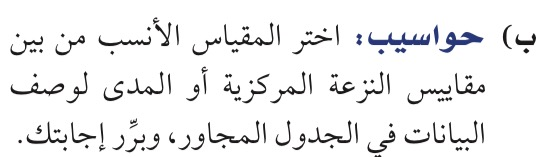 ب) حواسيب: اختر المقياس الأنسب من بين
مقاييس النزعة المركزية أو المدى لوصف
البيانات في الجدول المجاور، وبرِّر إجابتك.